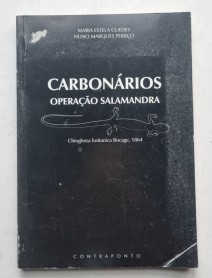 MARIA ESTELA GUEDES
NUNO MARQUES PEIRIÇO
CARBONÁRIOS
OPERAÇÃO SALAMANDRA
Chioglossa lusitanica Bocage, 1864
CONTRAPONTO